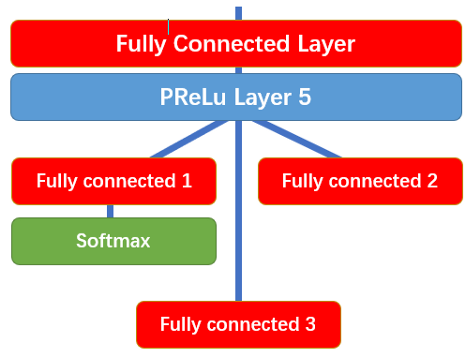 Fully Connected Layer
PReLu Layer 5
Fully connected 1
Fully connected 2
Softmax
Fully connected 3